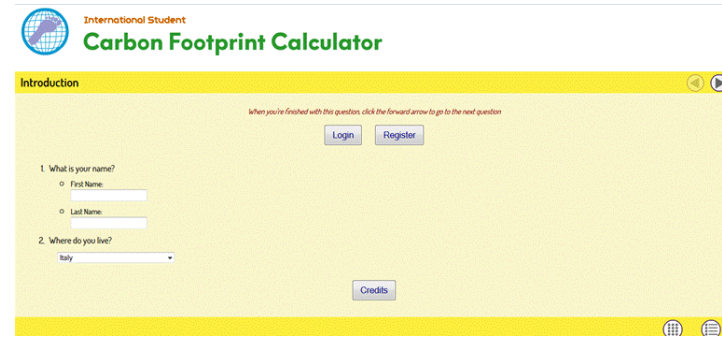 International Student
Carbon Footprint Calculator
Introduction
When you're finished with this question, click the forward arrow to go to the next question
Login Register
1. What is your name?
First Name:
Last Name:
2. Where do you live?
Italy
Credits